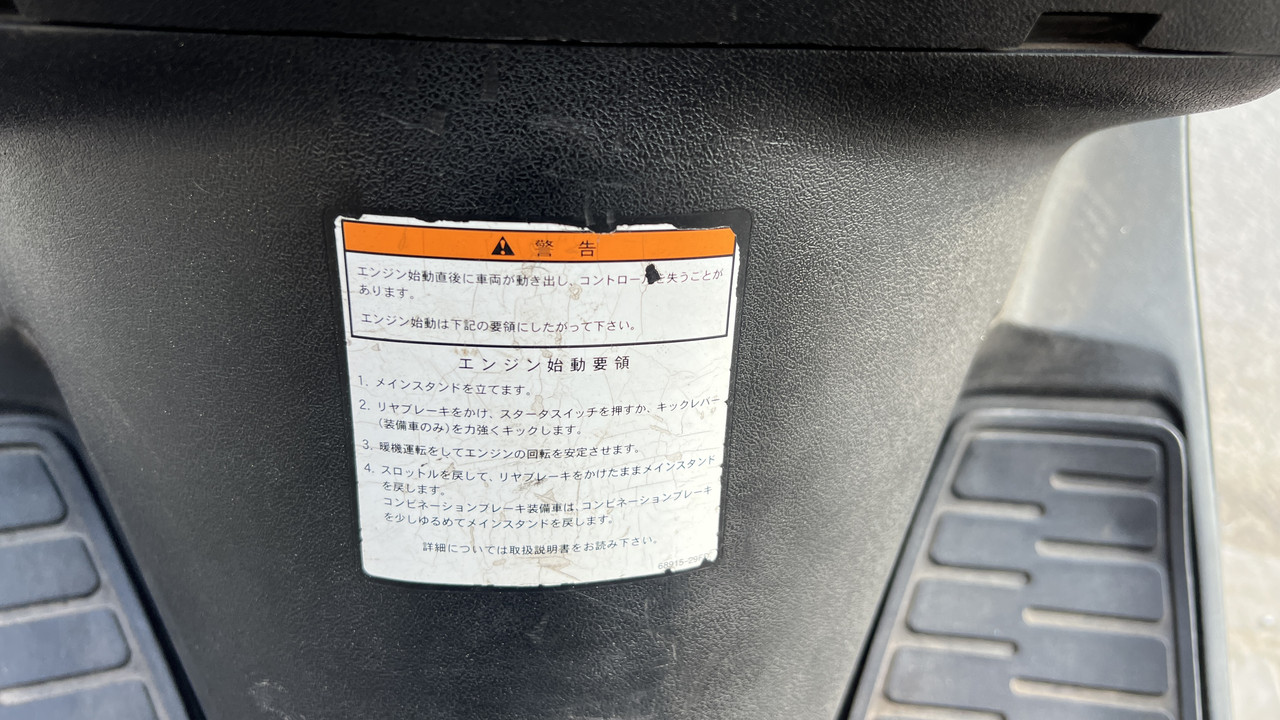 警告
エンジン始動直後に車両が動き出し、コントロールを失うことが
あります。
エンジン始動は下記の要領にしたがって下さい。
エンジン始動要領
1. メインスタンドを立てます。
2. リヤブレーキをかけ、スタータスイッチを押すか、キックレバー
(装備車のみ)を力強くキックします。
3. 暖機運転をしてエンジンの回転を安定させます。
4. スロットルを戻して、リヤブレーキをかけたままメインスタンド
を戻します。
コンビネーションブレーキ装備車は、コンビネーションブレーキ
を少しゆるめてメインスタンドを戻します。
詳細については取扱説明書をお読み下さい。